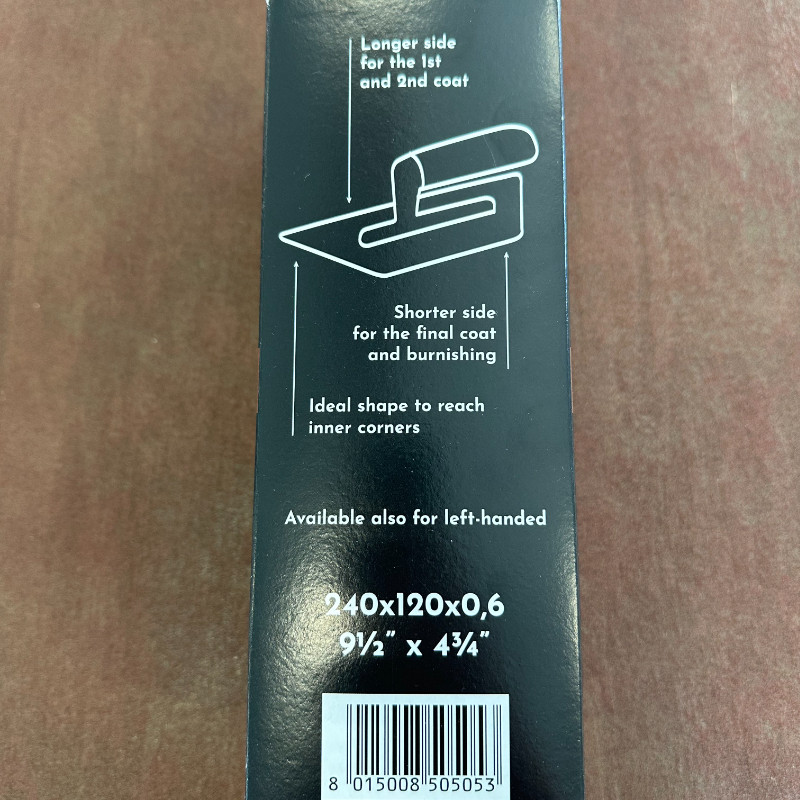 Longer side
for the 1st
and 2nd coat
Shorter side
for the final coat
and burnishing
Ideal shape to reach
inner corners
Available also for left-handed
240x120x0,6
9½" x 4¾"
8 015008 505053